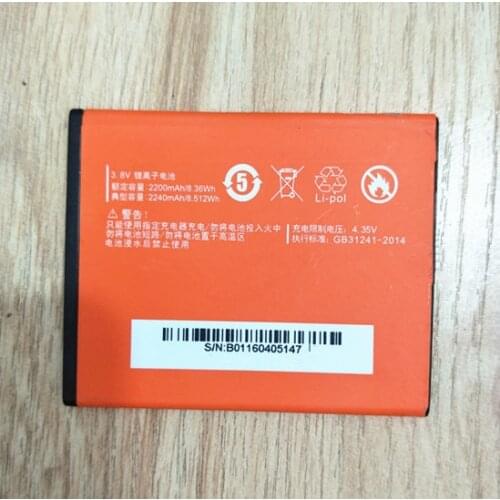 3.8V 锂离子电池
额定容量: 2200mAh/8.36Wh
典型容量: 2240mAh/8.512Wh
5
Li-pol
警告!
只能使用指定充电器充电/勿将电池投入火中
勿将电池短路/勿将电池置于高温区
电池浸水后禁止使用
充电限制电压: 4.35V
执行标准: GB31241-2014
S/N:B01160405147